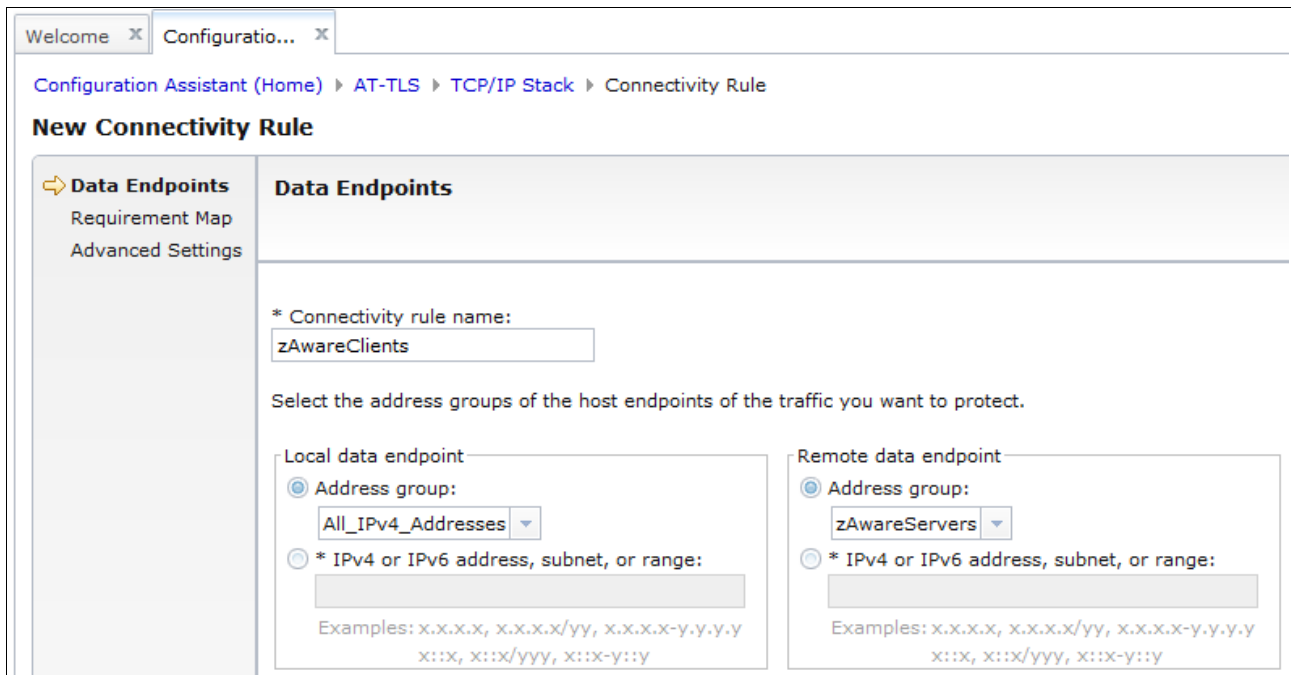 Welcome X Configuratio... X
Configuration Assistant (Home) AT-TLS TCP/IP Stack Connectivity Rule
New Connectivity Rule
Data Endpoints
Requirement Map
Advanced Settings
Data Endpoints
* Connectivity rule name:
zAwareClients
Select the address groups of the host endpoints of the traffic you want to protect.
Local data endpoint
Address group:
All_IPv4_Addresses
* IPv4 or IPv6 address, subnet, or range:
Examples: x.x.x.x, x.x.x.x/yy, x.x.x.x-y.y.y.y
x::x, x::x/yyy, x::x-y::y
Remote data endpoint
Address group:
zAwareServers
* IPv4 or IPv6 address, subnet, or range:
Examples: x.x.x.x, x.x.x.x/yy, x.x.x.x-y.y.y.y
x::x, x::x/yyy, x::x-y::y